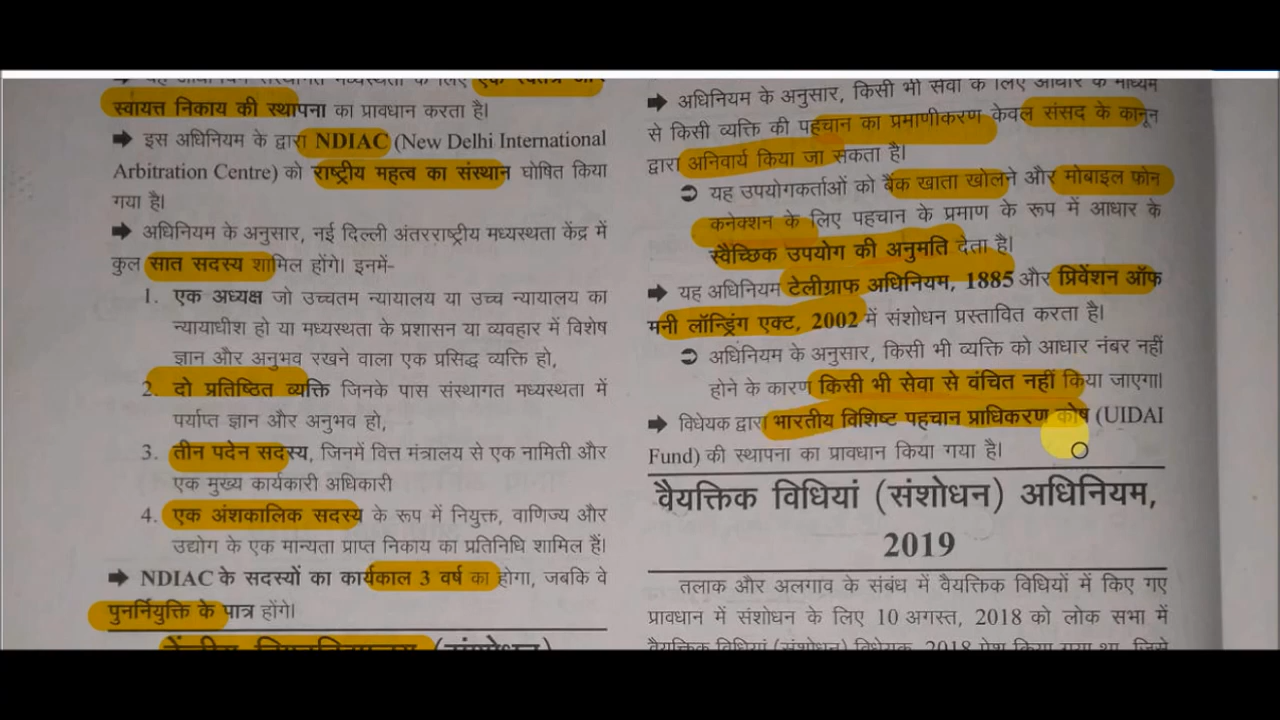 स्वायत्त निकाय की स्थापना का प्रावधान करता है।
➡ इस अधिनियम के द्वारा NDIAC (New Delhi International
Arbitration Centre) को राष्ट्रीय महत्व का संस्थान घोषित किया
गया है।
➡ अधिनियम के अनुसार, नई दिल्ली अंतरराष्ट्रीय मध्यस्थता केंद्र में
कुल सात सदस्य शामिल होंगे। इनमें-
1. एक अध्यक्ष जो उच्चतम न्यायालय या उच्च न्यायालय का
न्यायाधीश हो या मध्यस्थता के प्रशासन या व्यवहार में विशेष
ज्ञान और अनुभव रखने वाला एक प्रसिद्ध व्यक्ति हो,
2. दो प्रतिष्ठित व्यक्ति जिनके पास संस्थागत मध्यस्थता में
पर्याप्त ज्ञान और अनुभव हो,
3. तीन पदेन सदस्य, जिनमें वित्त मंत्रालय से एक नामिती और
एक मुख्य कार्यकारी अधिकारी
4. एक अंशकालिक सदस्य के रूप में नियुक्त, वाणिज्य और
उद्योग के एक मान्यता प्राप्त निकाय का प्रतिनिधि शामिल हैं।
➡ NDIAC के सदस्यों का कार्यकाल 3 वर्ष का होगा, जबकि वे
पुनर्नियुक्ति के पात्र होंगे।
केंद्रीय विश्वविद्यालय (संशोधन)
➡ अधिनियम के अनुसार, किसी भी सेवा के लिए आधार के माध्यम
से किसी व्यक्ति की पहचान का प्रमाणीकरण केवल संसद के कानून
द्वारा अनिवार्य किया जा सकता है।
➲ यह उपयोगकर्ताओं को बैंक खाता खोलने और मोबाइल फोन
कनेक्शन के लिए पहचान के प्रमाण के रूप में आधार के
स्वैच्छिक उपयोग की अनुमति देता है।
➡ यह अधिनियम टेलीग्राफ अधिनियम, 1885 और प्रिवेंशन ऑफ
मनी लॉन्ड्रिंग एक्ट, 2002 में संशोधन प्रस्तावित करता है।
➲ अधिनियम के अनुसार, किसी भी व्यक्ति को आधार नंबर नहीं
होने के कारण किसी भी सेवा से वंचित नहीं किया जाएगा।
➡ विधेयक द्वारा भारतीय विशिष्ट पहचान प्राधिकरण कोष (UIDAI
Fund) की स्थापना का प्रावधान किया गया है।
वैयक्तिक विधियां (संशोधन) अधिनियम,
2019
तलाक और अलगाव के संबंध में वैयक्तिक विधियों में किए गए
प्रावधान में संशोधन के लिए 10 अगस्त, 2018 को लोक सभा में
वैयक्तिक विधियां (संशोधन) विधेयक, 2018 पेश किया गया था, जिसे